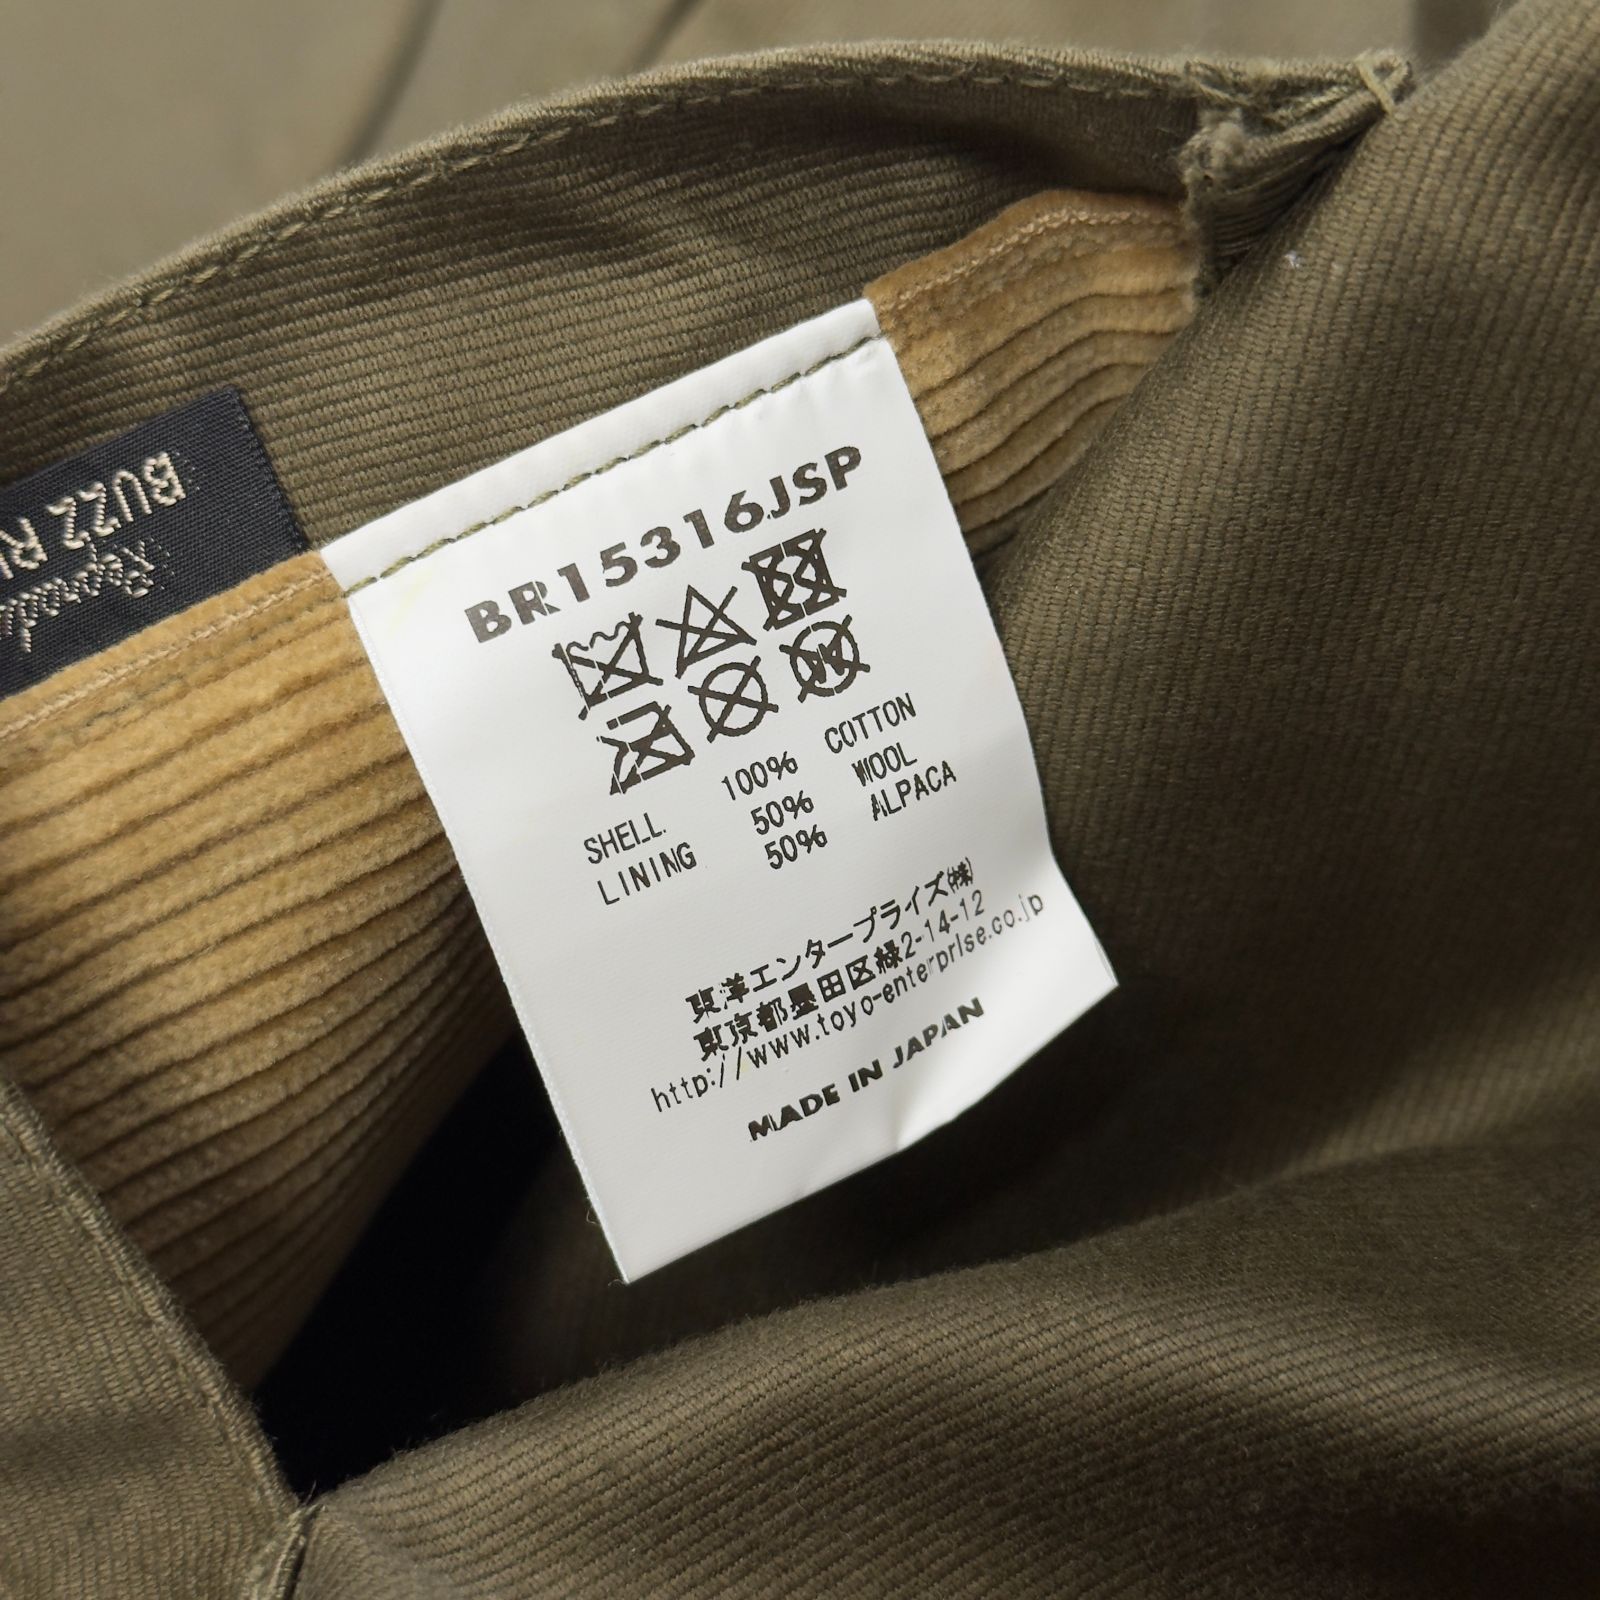 BR15316JSP
SHELL. 100% COTTON
LINING 50% WOOL
50% ALPACA
東洋エンタープライズ㈱
東京都墨田区緑2-14-12
http://www.toyo-enterprise.co.jp
MADE IN JAPAN
BUZZ